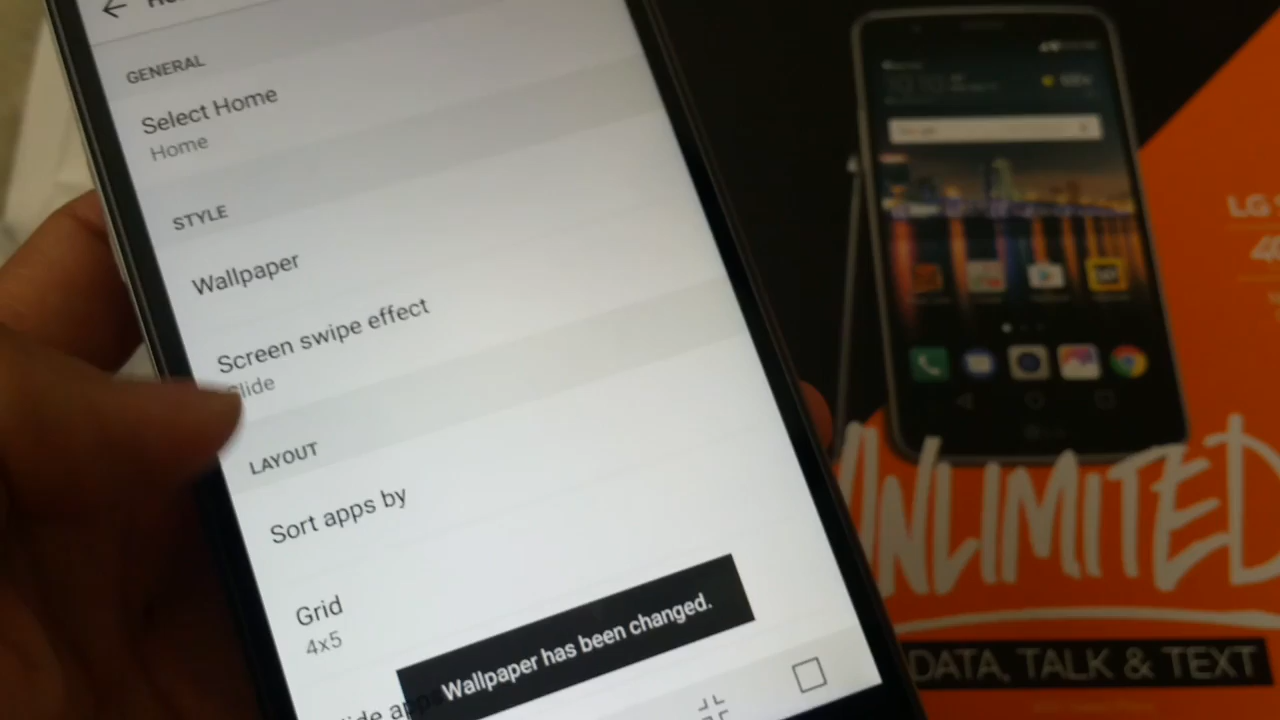 GENERAL
Select Home
Home
STYLE
Wallpaper
Screen swipe effect
Slide
LAYOUT
Sort apps by
Grid
4x5
Wallpaper has been changed.
LG
UNLIMITED
DATA, TALK & TEXT